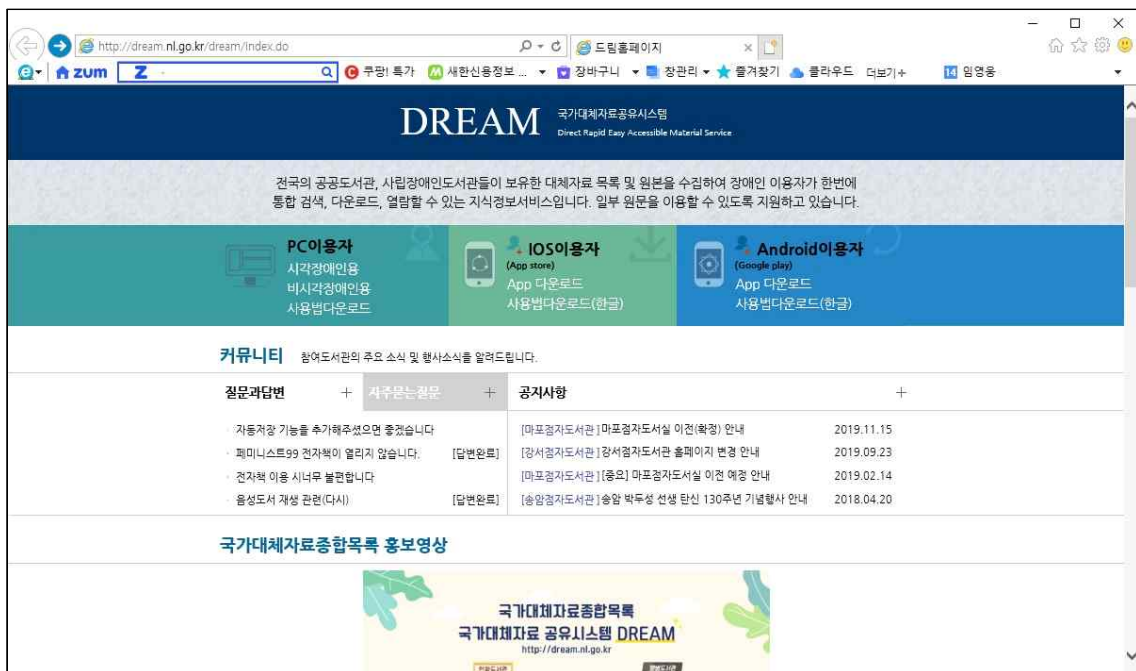 http://dream.nl.go.kr/dream/index.do
드림홈페이지
zum
쿠팡! 특가
새한신용정보 ...
장바구니
창관리
즐겨찾기
클라우드
더보기+
14 임영웅
DREAM
국가대체자료공유시스템
Direct Rapid Easy Accessible Material Service
전국의 공공도서관, 사립장애인도서관들이 보유한 대체자료 목록 및 원본을 수집하여 장애인 이용자가 한번에
통합 검색, 다운로드, 열람할 수 있는 지식정보서비스입니다. 일부 원문을 이용할 수 있도록 지원하고 있습니다.
PC이용자
시각장애인용
비시각장애인용
사용법다운로드
IOS이용자
(App store)
App 다운로드
사용법다운로드(한글)
Android이용자
(Google play)
App 다운로드
사용법다운로드(한글)
커뮤니티 참여도서관의 주요 소식 및 행사소식을 알려드립니다.
질문과답변 + 자주묻는질문 +
자동저장 기능을 추가해주셨으면 좋겠습니다
페미니스트99 전자책이 열리지 않습니다. [답변완료]
전자책 이용 시너무 불편합니다
음성도서 재생 관련(다시) [답변완료]
공지사항 +
[마포점자도서관]마포점자도서실 이전(확정) 안내 2019.11.15
[강서점자도서관]강서점자도서관 홈페이지 변경 안내 2019.09.23
[마포점자도서관][중요] 마포점자도서실 이전 예정 안내 2019.02.14
[송암점자도서관]송암 박두성 선생 탄신 130주년 기념행사 안내 2018.04.20
국가대체자료종합목록 홍보영상
국가대체자료종합목록
국가대체자료 공유시스템 DREAM
http://dream.nl.go.kr